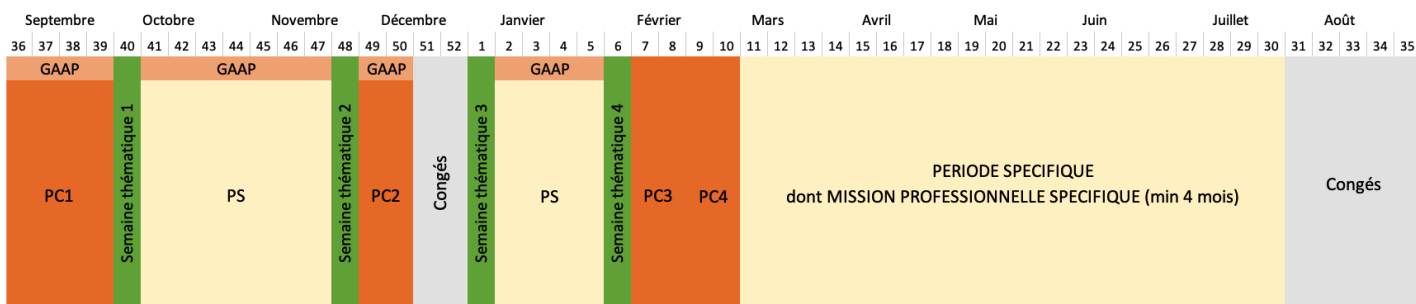 Septembre Octobre Novembre Décembre Janvier Février Mars Avril Mai Juin Juillet Août
36 37 38 39 40 41 42 43 44 45 46 47 48 49 50 51 52 1 2 3 4 5 6 7 8 9 10 11 12 13 14 15 16 17 18 19 20 21 22 23 24 25 26 27 28 29 30 31 32 33 34 35
GAAP GAAP GAAP GAAP
PC1
Semaine thématique 1
PS
Semaine thématique 2
PC2
Congés
Semaine thématique 3
PS
Semaine thématique 4
PC3
PC4
PERIODE SPECIFIQUE
dont MISSION PROFESSIONNELLE SPECIFIQUE (min 4 mois)
Congés